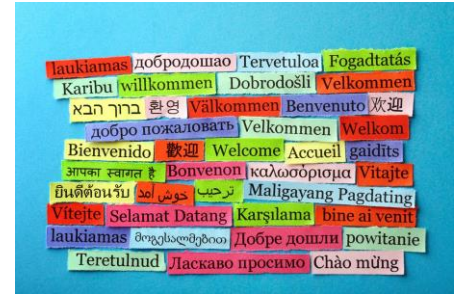 laukiamas добродошао Tervetuloa Fogadtatás
Karibu willkommen Dobrodošli Velkommen
ברוך הבא 환영 Välkommen Benvenuto 欢迎
добро пожаловать Velkommen Welkom
Bienvenido 歡迎 Welcome Accueil gaidīts
आपका स्वागत है Bonvenon καλωσόρισμα Vitajte
ยินดีต้อนรับ خوش آمد ترحيب Maligayang Pagdating
Vítejte Selamat Datang Karşılama bine ai venit
laukiamas მოგესალმებით Добре дошли powitanie
Teretulnud Ласкаво просимо Chào mừng